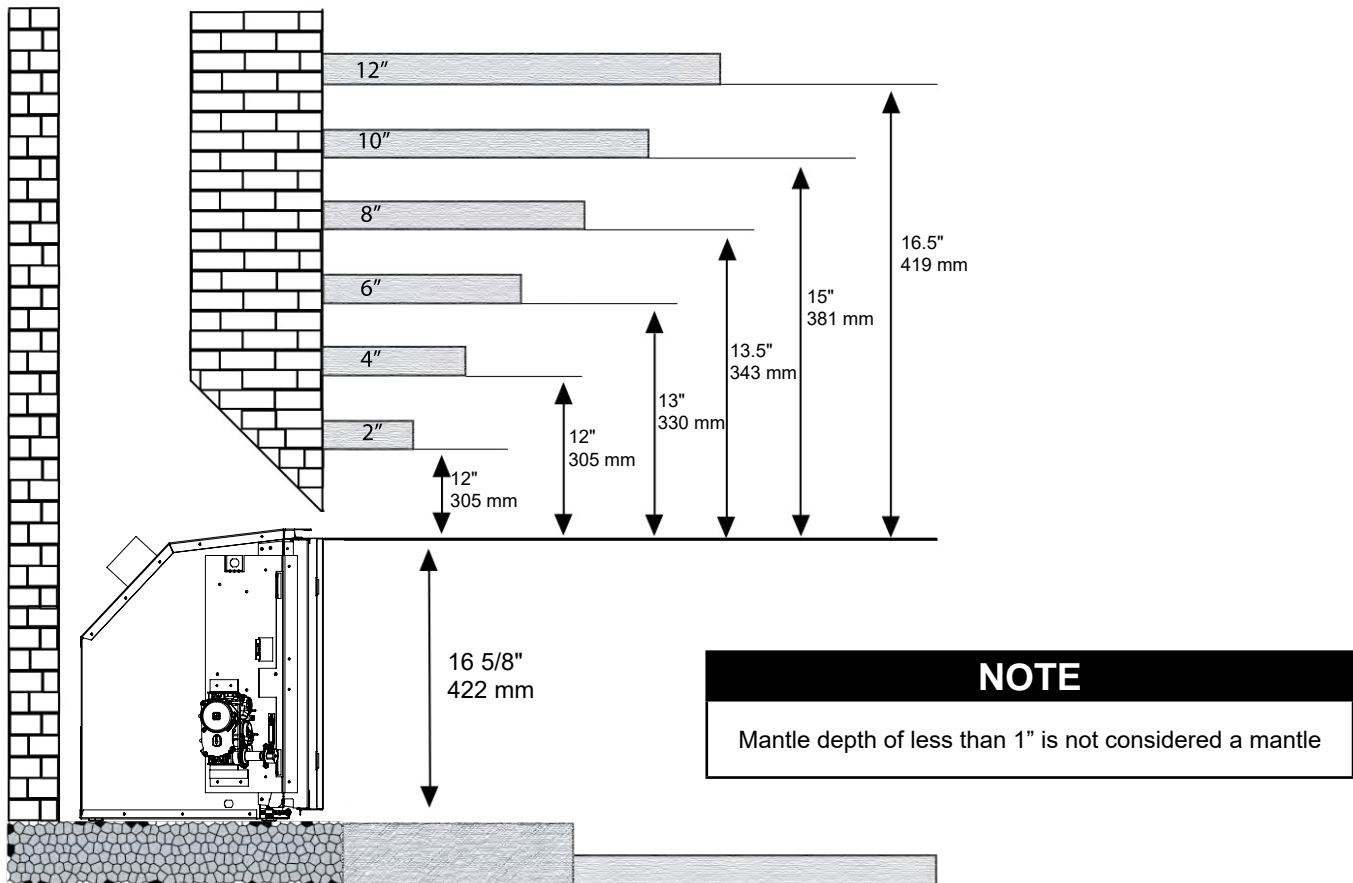 12”
10”
8”
6”
4”
2”
16.5"
419 mm
15"
381 mm
13.5"
343 mm
13"
330 mm
12"
305 mm
12"
305 mm
16 5/8"
422 mm
NOTE
Mantle depth of less than 1” is not considered a mantle